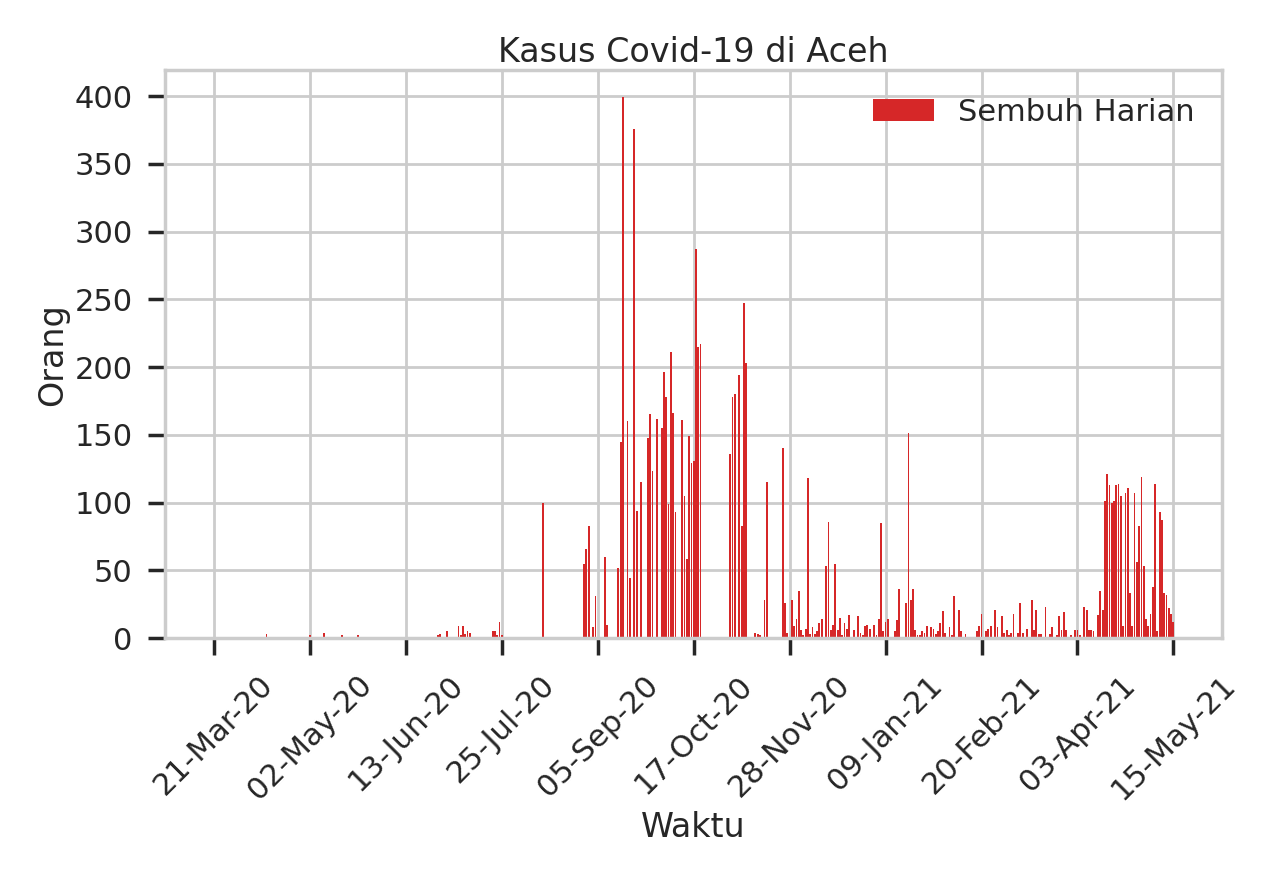 Kasus Covid-19 di Aceh
Sembuh Harian
Orang
400
350
300
250
200
150
100
50
0
21-Mar-20
02-May-20
13-Jun-20
25-Jul-20
05-Sep-20
17-Oct-20
28-Nov-20
09-Jan-21
20-Feb-21
03-Apr-21
15-May-21
Waktu